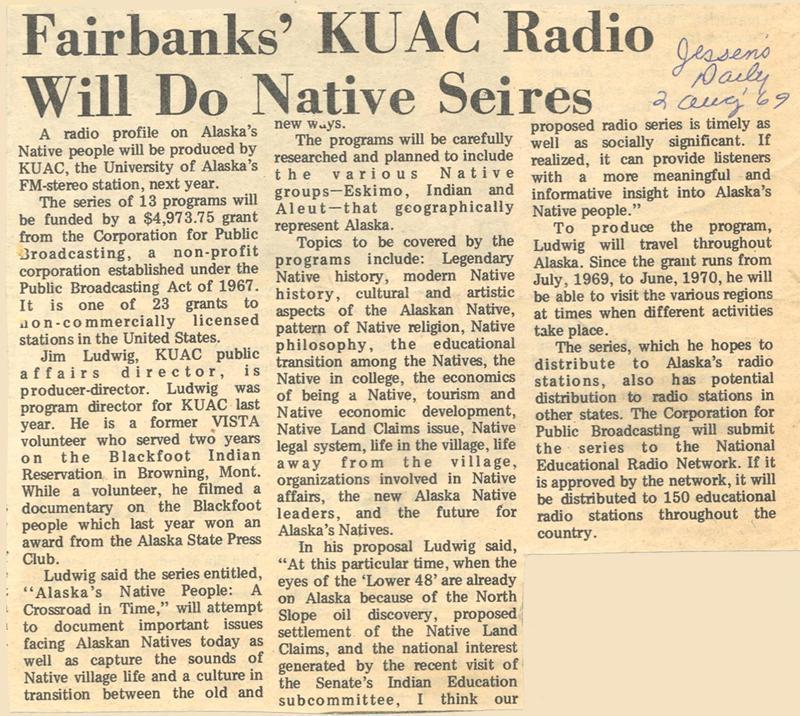 Fairbanks' KUAC Radio
Will Do Native Seires
Jessen's
Daily
2 aug '69
A radio profile on Alaska's
Native people will be produced by
KUAC, the University of Alaska's
FM-stereo station, next year.
The series of 13 programs will
be funded by a $4,973.75 grant
from the Corporation for Public
Broadcasting, a non-profit
corporation established under the
Public Broadcasting Act of 1967.
It is one of 23 grants to
non-commercially licensed
stations in the United States.
Jim Ludwig, KUAC public
affairs director, is
producer-director. Ludwig was
program director for KUAC last
year. He is a former VISTA
volunteer who served two years
on the Blackfoot Indian
Reservation in Browning, Mont.
While a volunteer, he filmed a
documentary on the Blackfoot
people which last year won an
award from the Alaska State Press
Club.
Ludwig said the series entitled,
"Alaska's Native People: A
Crossroad in Time," will attempt
to document important issues
facing Alaskan Natives today as
well as capture the sounds of
Native village life and a culture in
transition between the old and
new ways.
The programs will be carefully
researched and planned to include
the various Native
groups—Eskimo, Indian and
Aleut—that geographically
represent Alaska.
Topics to be covered by the
programs include: Legendary
Native history, modern Native
history, cultural and artistic
aspects of the Alaskan Native,
pattern of Native religion, Native
philosophy, the educational
transition among the Natives, the
Native in college, the economics
of being a Native, tourism and
Native economic development,
Native Land Claims issue, Native
legal system, life in the village, life
away from the village,
organizations involved in Native
affairs, the new Alaska Native
leaders, and the future for
Alaska's Natives.
In his proposal Ludwig said,
"At this particular time, when the
eyes of the 'Lower 48' are already
on Alaska because of the North
Slope oil discovery, proposed
settlement of the Native Land
Claims, and the national interest
generated by the recent visit of
the Senate's Indian Education
subcommittee, I think our
proposed radio series is timely as
well as socially significant. If
realized, it can provide listeners
with a more meaningful and
informative insight into Alaska's
Native people."
To produce the program,
Ludwig will travel throughout
Alaska. Since the grant runs from
July, 1969, to June, 1970, he will
be able to visit the various regions
at times when different activities
take place.
The series, which he hopes to
distribute to Alaska's radio
stations, also has potential
distribution to radio stations in
other states. The Corporation for
Public Broadcasting will submit
the series to the National
Educational Radio Network. If it
is approved by the network, it will
be distributed to 150 educational
radio stations throughout the
country.